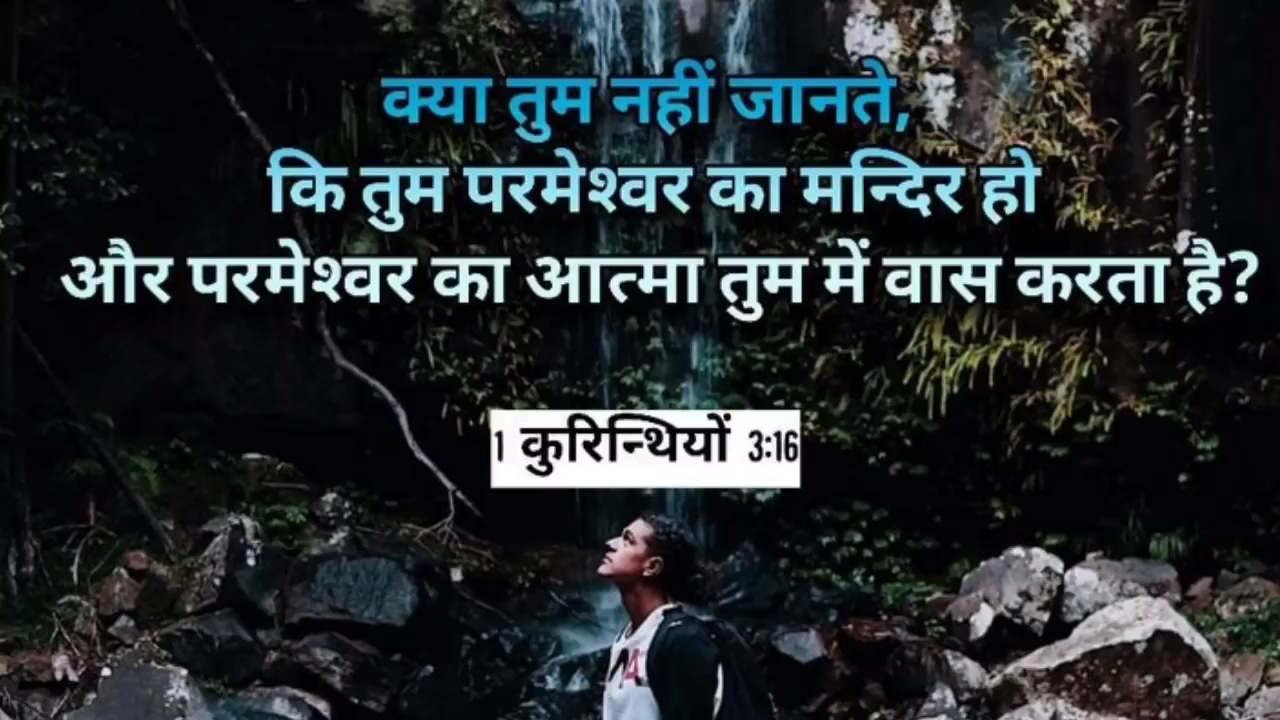 क्या तुम नहीं जानते,
कि तुम परमेश्वर का मन्दिर हो
और परमेश्वर का आत्मा तुम में वास करता है?
1 कुरिन्थियों 3:16